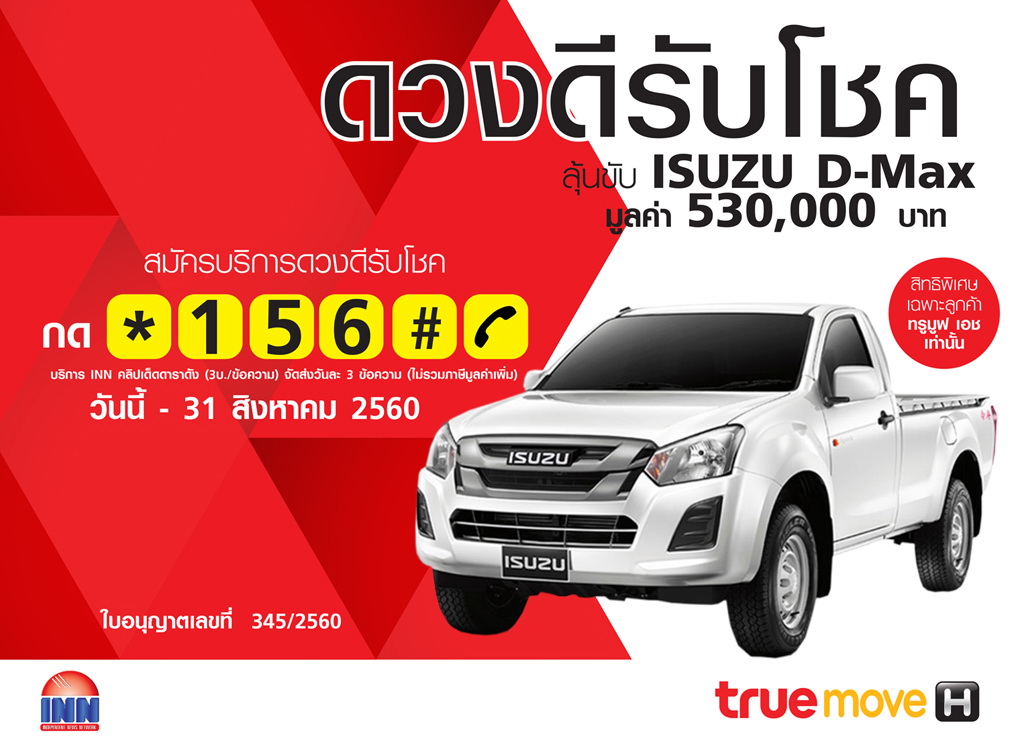 ดวงดีรับโชค
ลุ้นขับ ISUZU D-Max
มูลค่า 530,000 บาท
สมัครบริการดวงดีรับโชค
กด *156#
บริการ INN คลิปเด็ดดาราดัง (3บ./ข้อความ) จัดส่งวันละ 3 ข้อความ (ไม่รวมภาษีมูลค่าเพิ่ม)
วันนี้ - 31 สิงหาคม 2560
สิทธิพิเศษ
เฉพาะลูกค้า
ทรูมูฟ เอช
เท่านั้น
ISUZU
ISUZU
ใบอนุญาตเลขที่ 345/2560
INN
INDEPENDENT NEWS NETWORK
truemove H